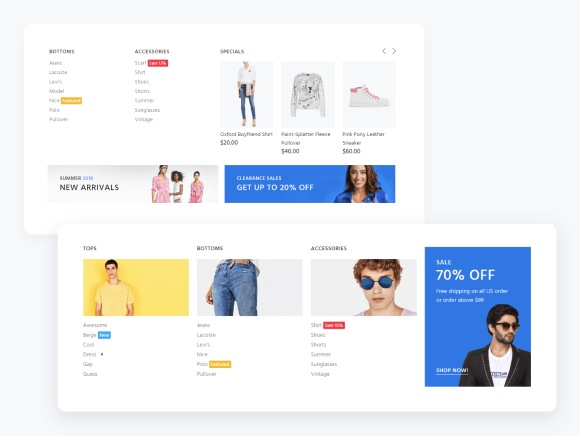 BOTTOMS
Jeans
Lacoste
Levi's
Model
Nice Featured
Polo
Pullover
ACCESSORIES
Scarf Sale 15%
Shirt
Shoes
Shorts
Summer
Sunglasses
Vintage
SPECIALS
Oxford Boyfriend Shirt
$20.00
Paint-Splatter Fleece
Pullover
$40.00
Pink Pony Leather
Sneaker
$60.00
SUMMER 2018
NEW ARRIVALS
CLEARANCE SALES
GET UP TO 20% OFF
TOPS
Awesome
Beige New
Cool
Dress
Gap
Guess
BOTTOMS
Jeans
Lacoste
Levi's
Nice
Polo Featured
Pullover
ACCESSORIES
Shirt Sale 15%
Shoes
Shorts
Summer
Sunglasses
Vintage
SALE
70% OFF
Free shipping on all US order
or order above $99
SHOP NOW!